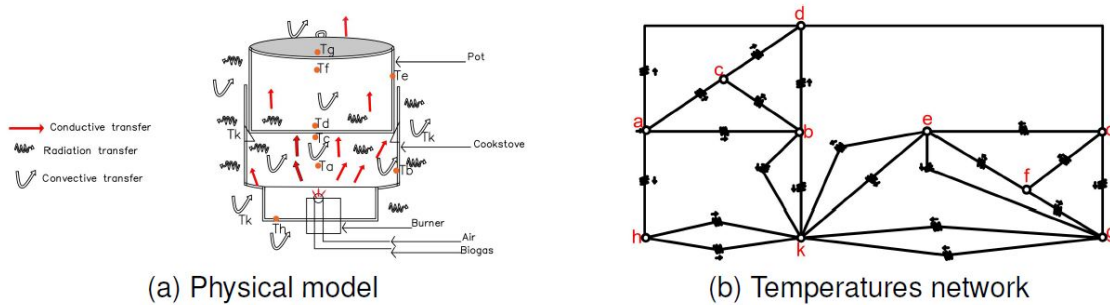 Tg
Tf
Te
Pot
Td
Tk
Tc
Tk
Cookstove
Ta
Tb
Tk
Th
Burner
Air
Biogas
Conductive transfer
Radiation transfer
Convective transfer
(a) Physical model
d
c
a
b
e
d
f
h
k
g
(b) Temperatures network